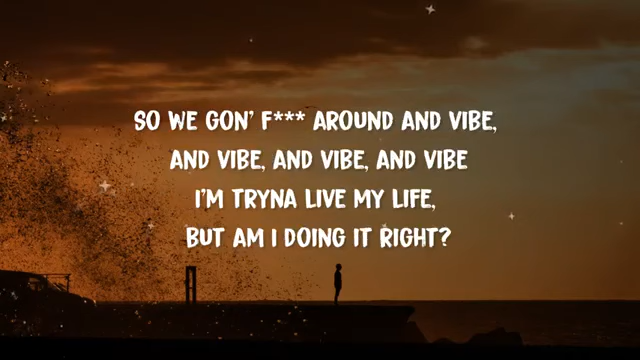 SO WE GON' F*** AROUND AND VIBE,
AND VIBE, AND VIBE, AND VIBE
I'M TRYNA LIVE MY LIFE,
BUT AM I DOING IT RIGHT?